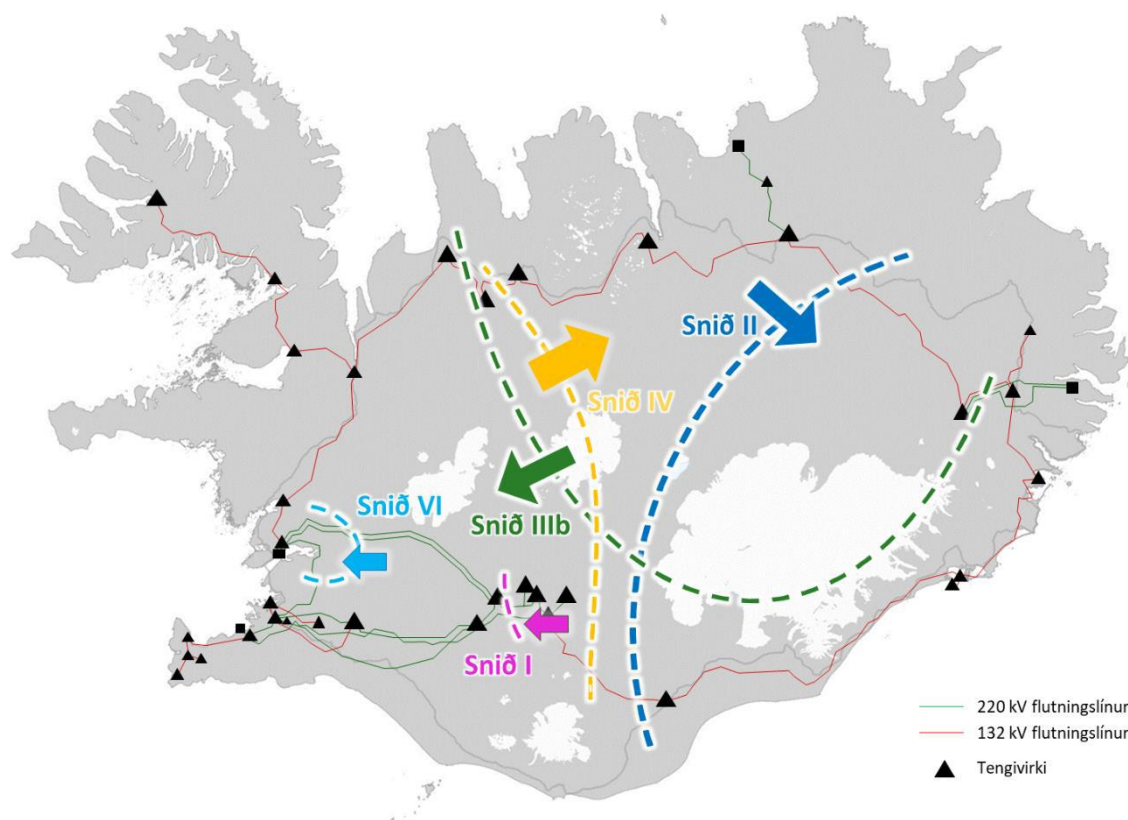 Snið II
Snið IV
Snið VI
Snið IIIb
Snið I
220 kV flutningslínur
132 kV flutningslínur
Tengivirki